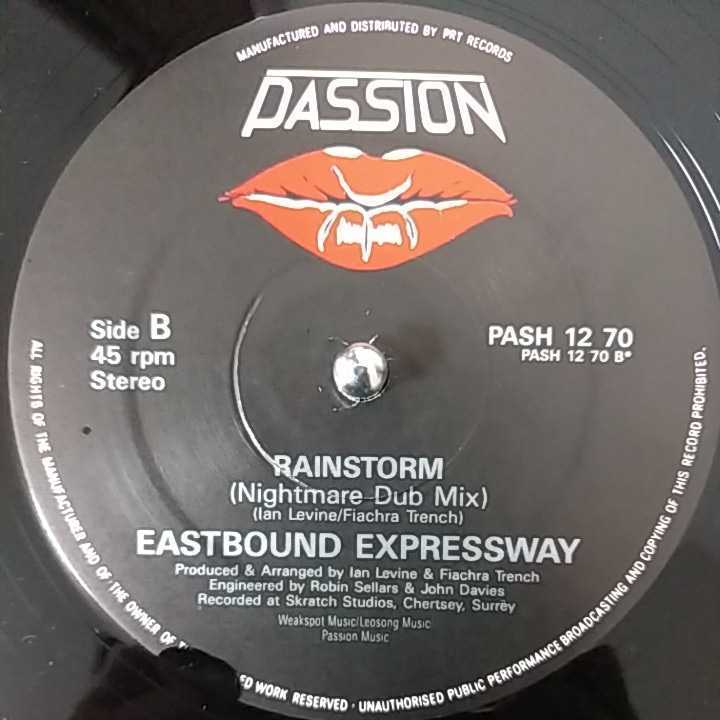 MANUFACTURED AND DISTRIBUTED BY PRT RECORDS
PASSION
Side B
45 rpm
Stereo
PASH 12 70
PASH 12 70 B*
RAINSTORM
(Nightmare Dub Mix)
(Ian Levine/Fiachra Trench)
EASTBOUND EXPRESSWAY
Produced & Arranged by Ian Levine & Fiachra Trench
Engineered by Robin Sellars & John Davies
Recorded at Skratch Studios, Chertsey, Surrey
Weakspot Music/Leosong Music
Passion Music
ALL RIGHTS OF THE MANUFACTURER AND OF THE OWNER OF WORK RESERVED · UNAUTHORISED PUBLIC PERFORMANCE BROADCASTING AND COPYING OF THIS RECORD PROHIBITED.